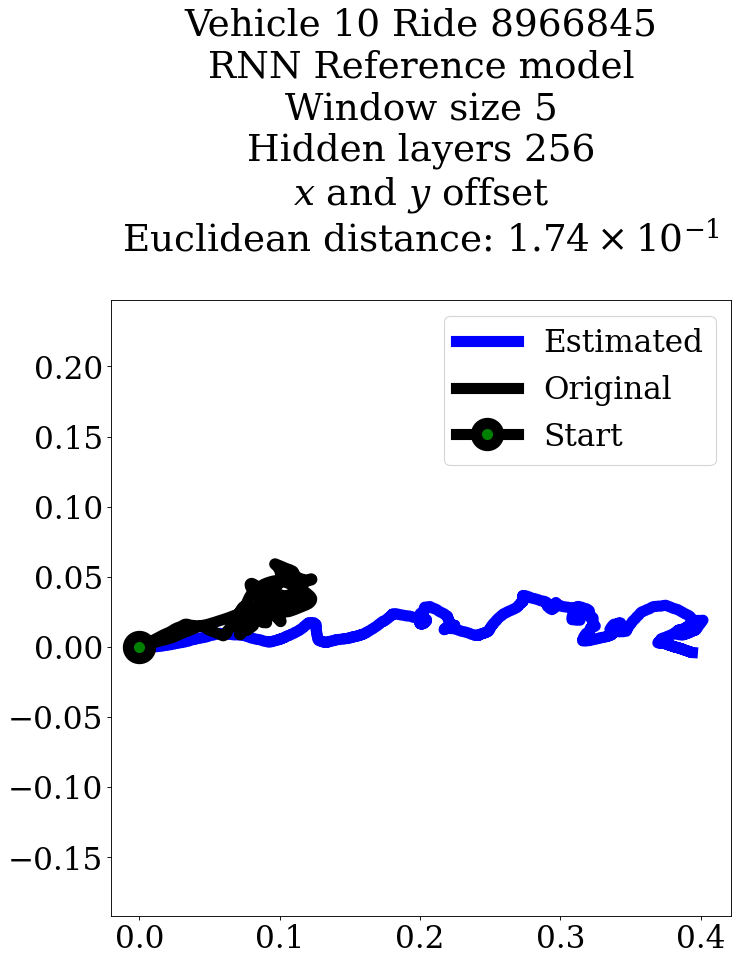 Vehicle 10 Ride 8966845
RNN Reference model
Window size 5
Hidden layers 256
x and y offset
Euclidean distance: 1.74 × 10⁻¹
Estimated
Original
Start
0.20
0.15
0.10
0.05
0.00
−0.05
−0.10
−0.15
0.0 0.1 0.2 0.3 0.4